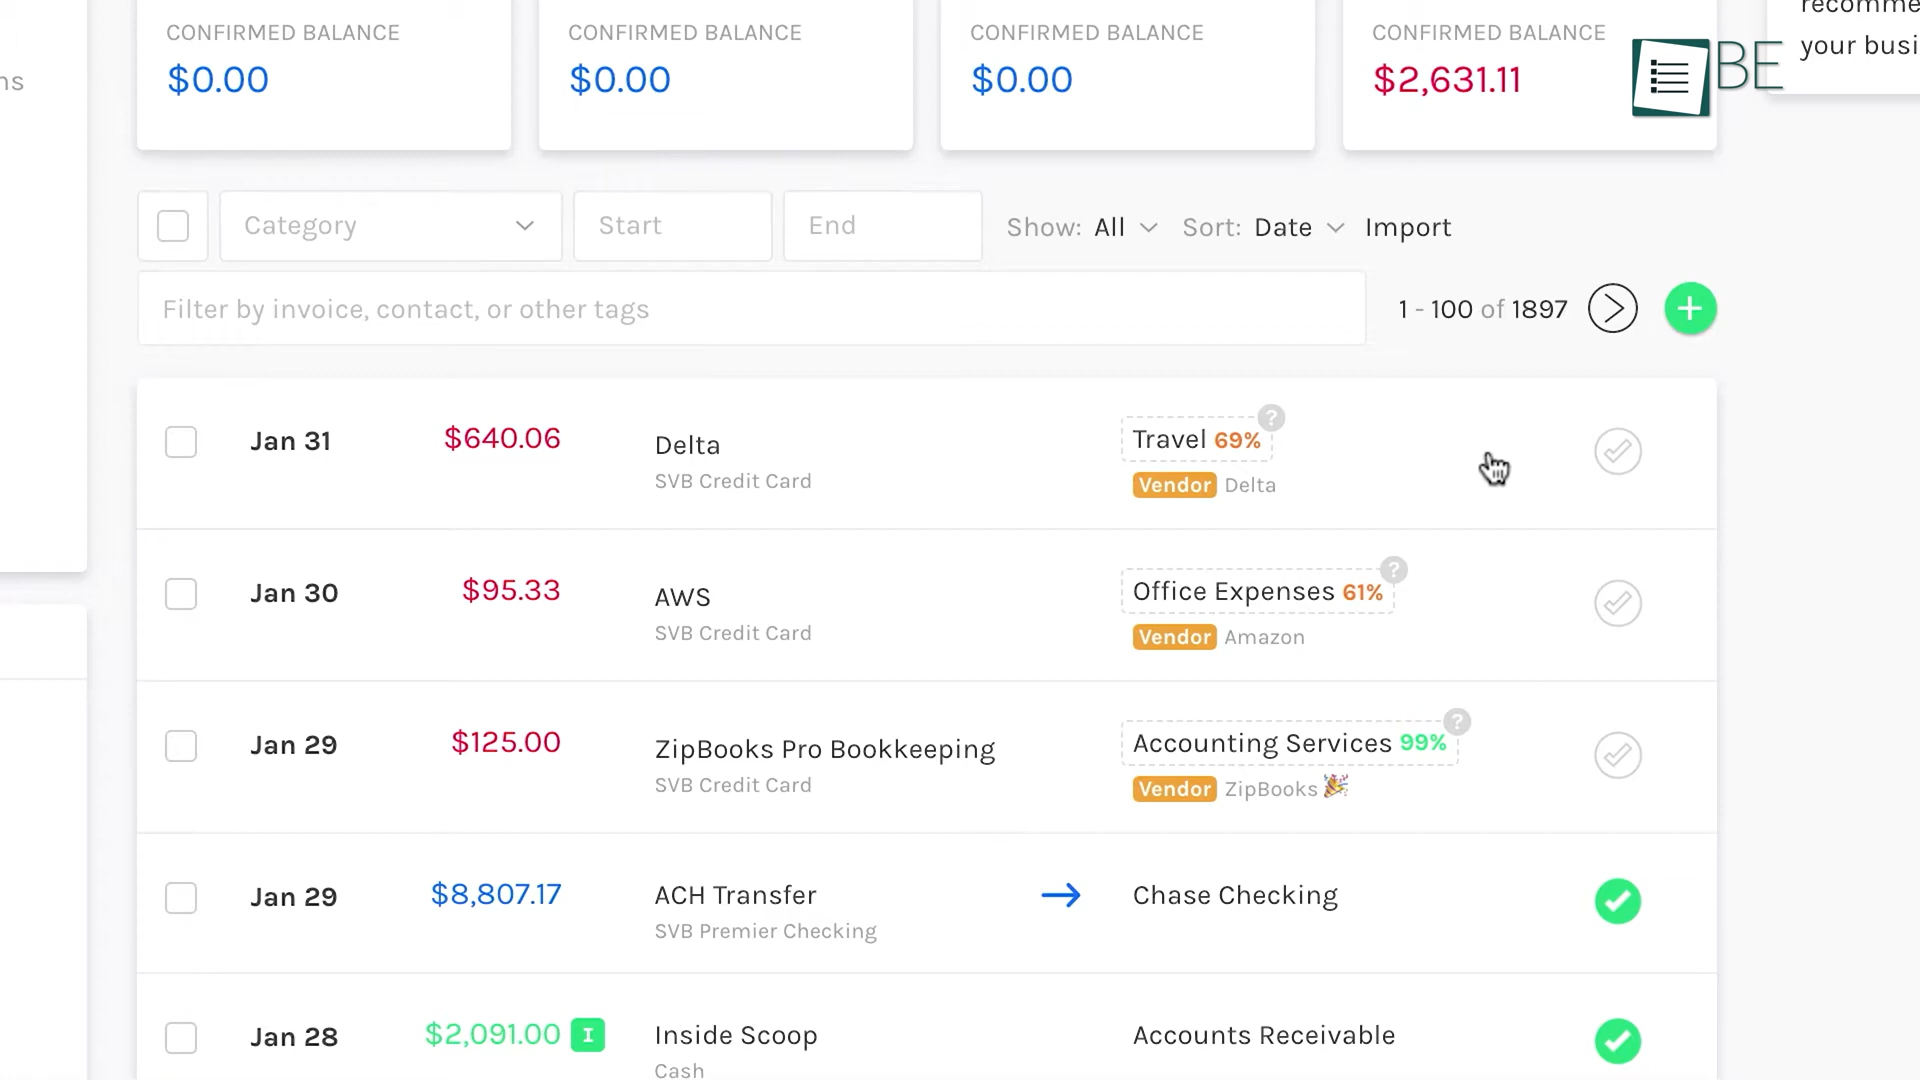 ns
CONFIRMED BALANCE
$0.00
CONFIRMED BALANCE
$0.00
CONFIRMED BALANCE
$0.00
CONFIRMED BALANCE
$2,631.11
BE
your busi
Category
Start
End
Show: All
Sort: Date
Import
Filter by invoice, contact, or other tags
1 - 100 of 1897
Jan 31
$640.06
Delta
SVB Credit Card
Travel 69%
?
Vendor Delta
Jan 30
$95.33
AWS
SVB Credit Card
Office Expenses 61%
?
Vendor Amazon
Jan 29
$125.00
ZipBooks Pro Bookkeeping
SVB Credit Card
Accounting Services 99%
?
Vendor ZipBooks 🎉
Jan 29
$8,807.17
ACH Transfer
SVB Premier Checking
→
Chase Checking
Jan 28
$2,091.00 I
Inside Scoop
Cash
Accounts Receivable